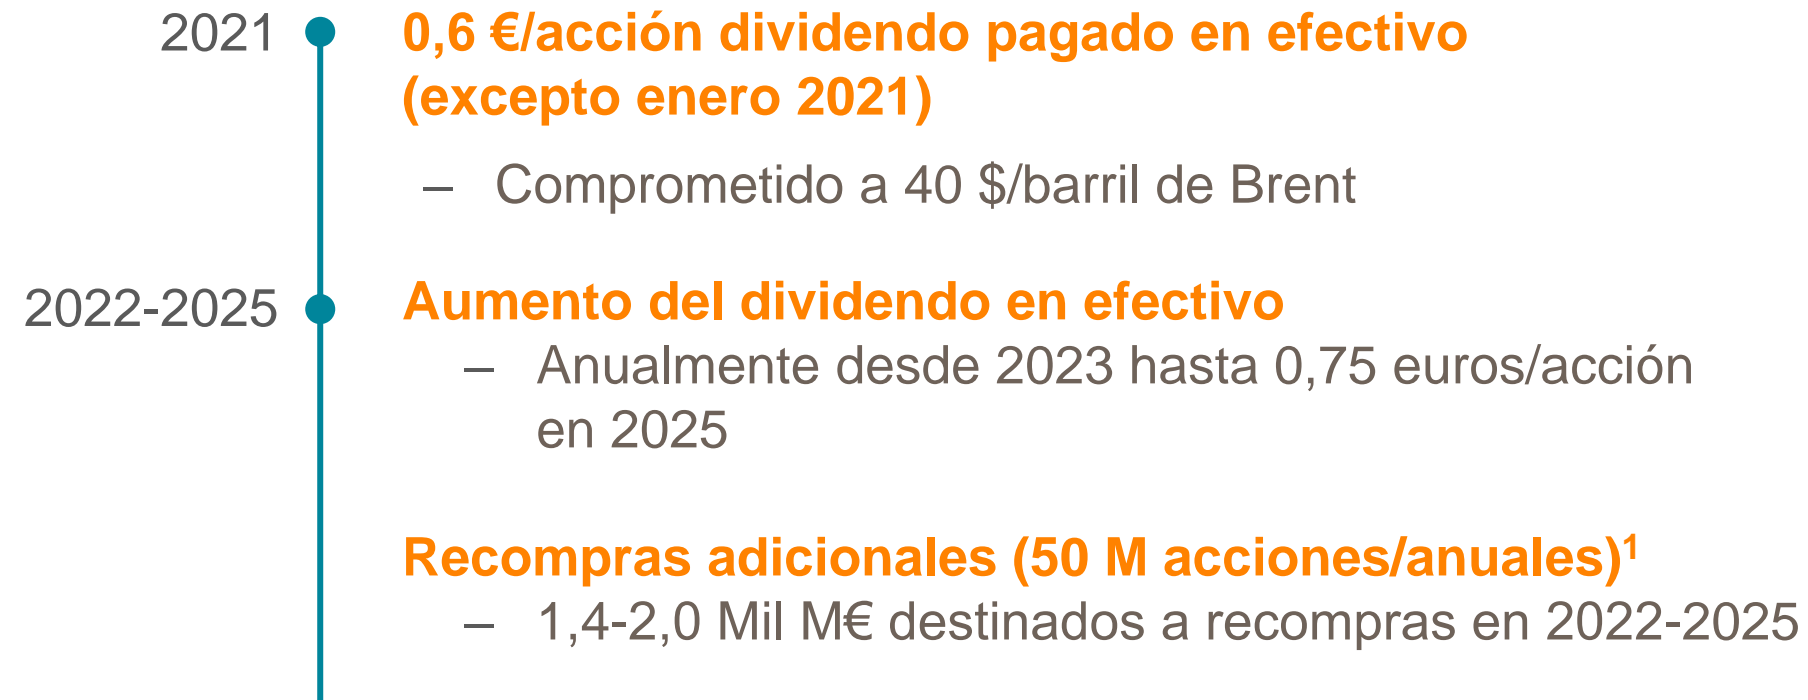 2021
0,6 €/acción dividendo pagado en efectivo
(excepto enero 2021)
– Comprometido a 40 $/barril de Brent
2022-2025
Aumento del dividendo en efectivo
– Anualmente desde 2023 hasta 0,75 euros/acción
en 2025
Recompras adicionales (50 M acciones/anuales)¹
– 1,4-2,0 Mil M€ destinados a recompras en 2022-2025